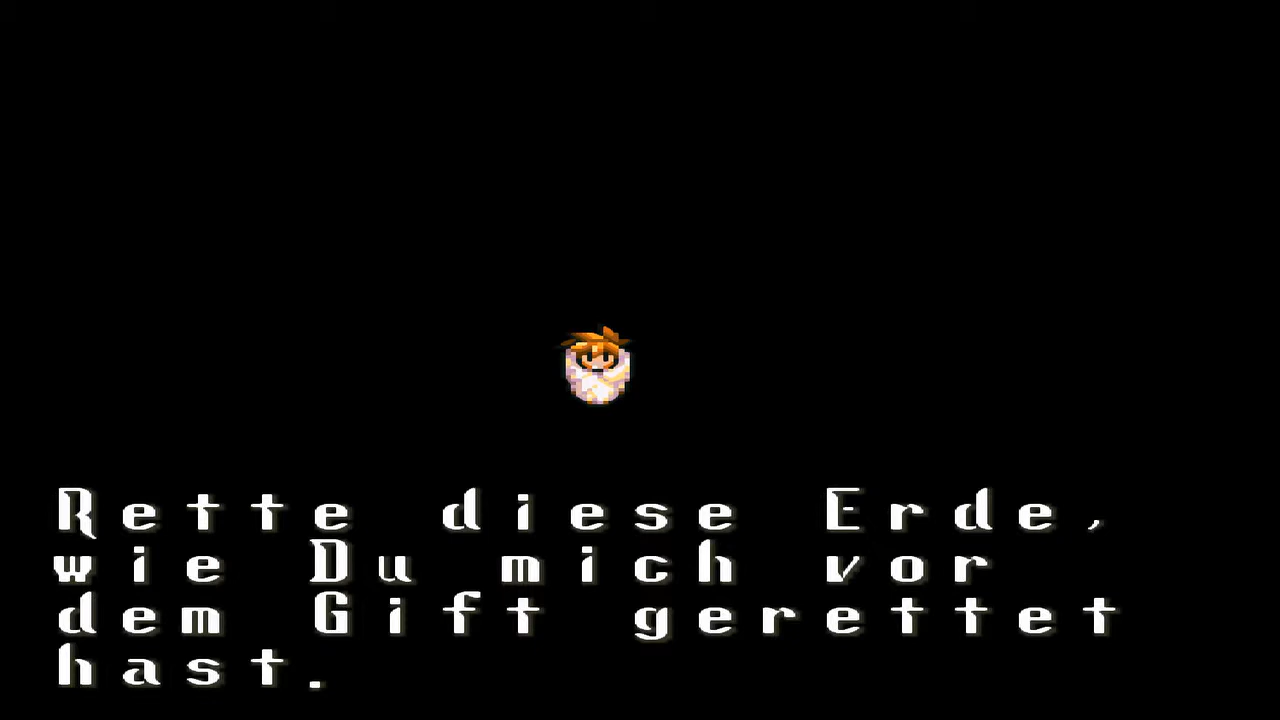 Rette diese Erde,
wie Du mich vor
dem Gift gerettet
hast.